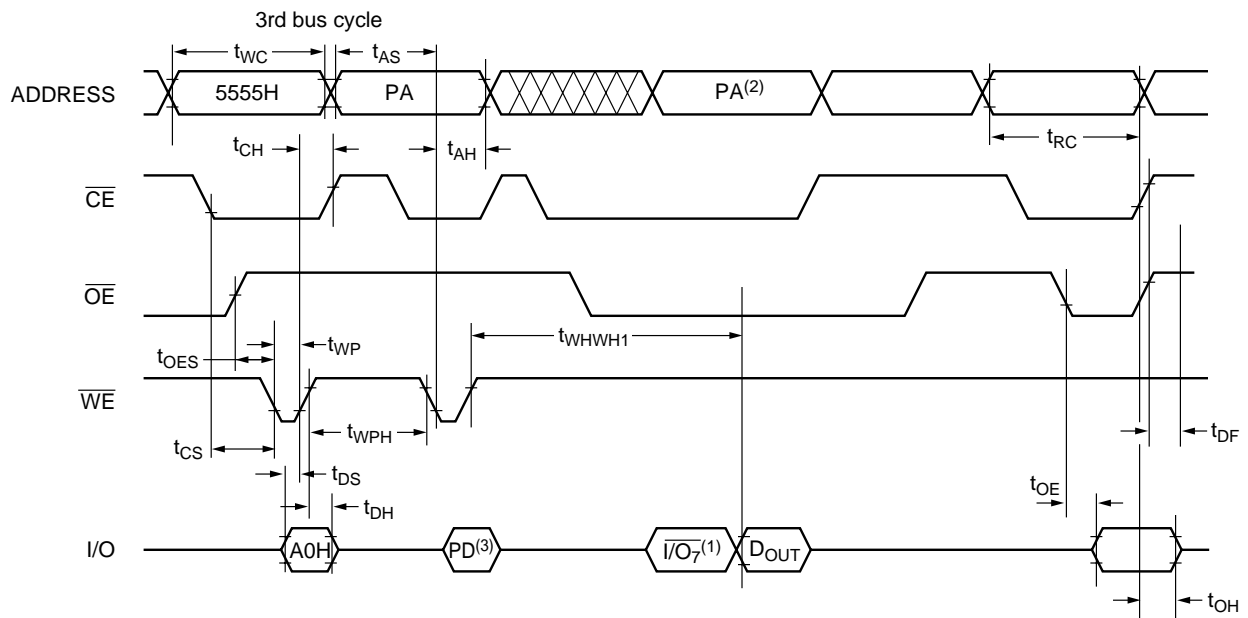 3rd bus cycle
tWC tAS
ADDRESS 5555H PA PA(2)
tCH tAH tRC
CE
OE
tWHWH1
tOES tWP
WE
tCS tWPH tDF
tDS tOE
tDH
I/O A0H PD(3) I/O7(1) DOUT
tOH